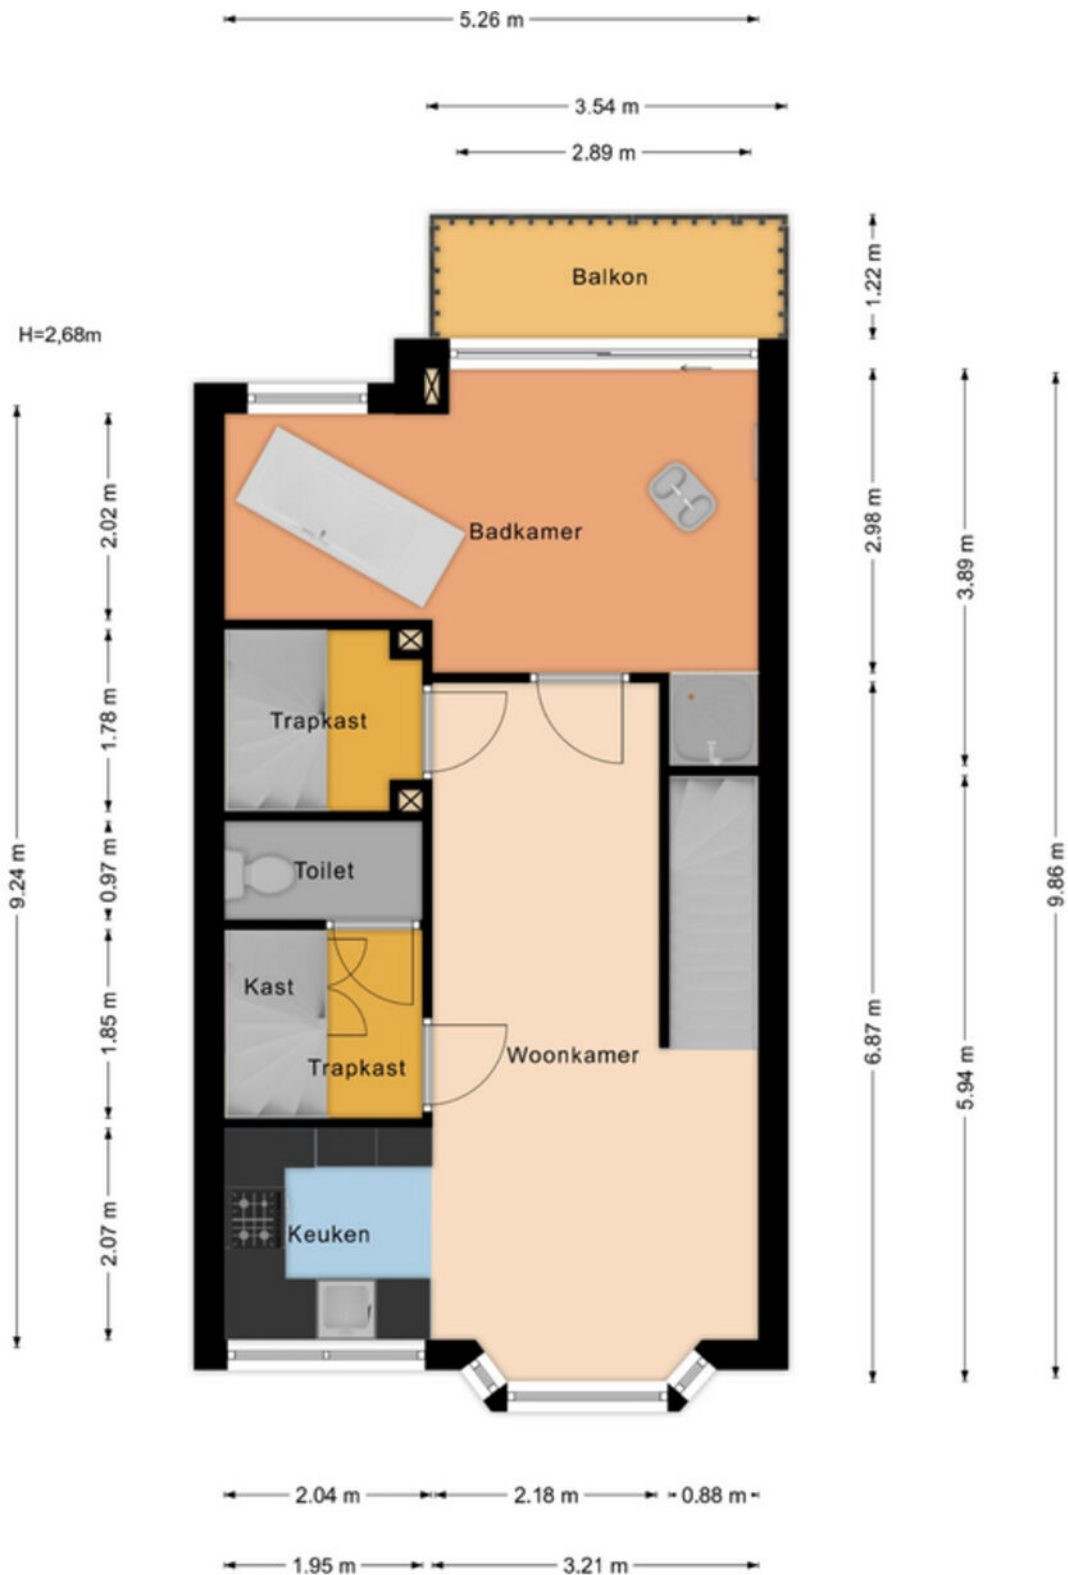 5.26 m
3.54 m
2.89 m
Balkon
1.22 m
H=2,68m
2.02 m
Badkamer
2.98 m
3.89 m
Trapkast
1.78 m
Toilet
0.97 m
9.24 m
9.86 m
Kast
1.85 m
Woonkamer
Trapkast
6.87 m
5.94 m
Keuken
2.07 m
2.04 m
2.18 m
0.88 m
1.95 m
3.21 m